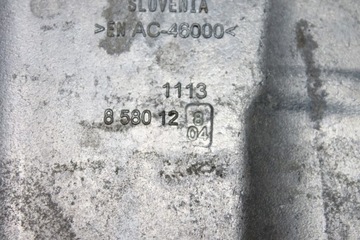 SLOVENIA
>EN AC-46000<
1113
8 580 12 8
04